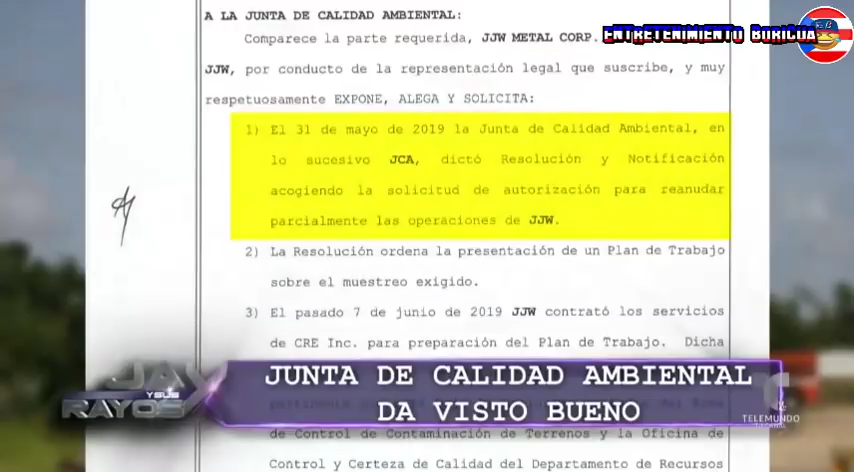 A LA JUNTA DE CALIDAD AMBIENTAL:
Comparece la parte requerida, JJW METAL CORP.
ENTRETENIMIENTO BORICUA
JJW, por conducto de la representación legal que suscribe, y muy
respetuosamente EXPONE, ALEGA Y SOLICITA:
1) El 31 de mayo de 2019 la Junta de Calidad Ambiental, en
lo sucesivo JCA, dictó Resolución y Notificación
acogiendo la solicitud de autorización para reanudar
parcialmente las operaciones de JJW.
2) La Resolución ordena la presentación de un Plan de Trabajo
sobre el muestreo exigido.
3) El pasado 7 de junio de 2019 JJW contrató los servicios
de CRE Inc. para preparación del Plan de Trabajo. Dicha
JAY
Y SUS
RAYOS
JUNTA DE CALIDAD AMBIENTAL
DA VISTO BUENO
TELEMUNDO
de Control de Contaminación de Terrenos y la Oficina de
Control y Certeza de Calidad del Departamento de Recursos